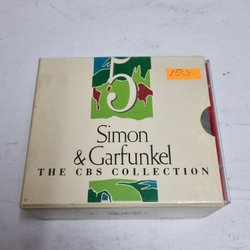 5
150
Simon
& Garfunkel
THE CBS COLLECTION